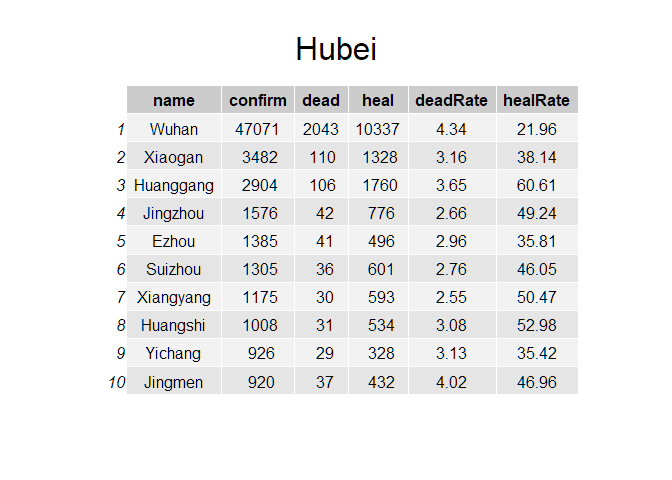 Hubei
name confirm dead heal deadRate healRate
1 Wuhan 47071 2043 10337 4.34 21.96
2 Xiaogan 3482 110 1328 3.16 38.14
3 Huanggang 2904 106 1760 3.65 60.61
4 Jingzhou 1576 42 776 2.66 49.24
5 Ezhou 1385 41 496 2.96 35.81
6 Suizhou 1305 36 601 2.76 46.05
7 Xiangyang 1175 30 593 2.55 50.47
8 Huangshi 1008 31 534 3.08 52.98
9 Yichang 926 29 328 3.13 35.42
10 Jingmen 920 37 432 4.02 46.96